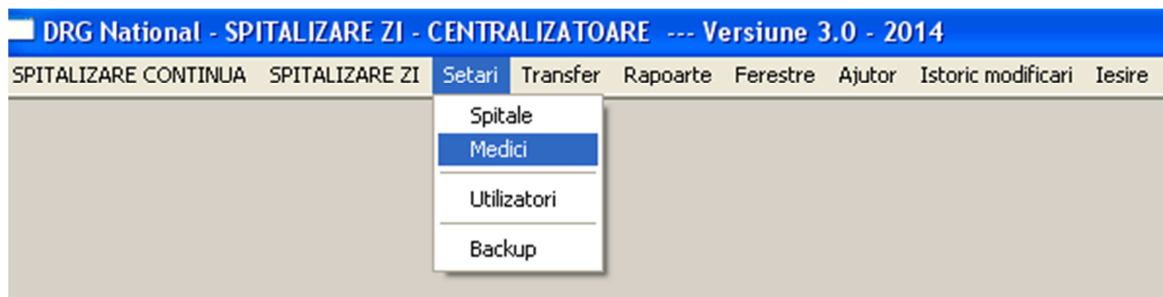 DRG National - SPITALIZARE ZI - CENTRALIZATOARE --- Versiune 3.0 - 2014
SPITALIZARE CONTINUA SPITALIZARE ZI Setari Transfer Rapoarte Ferestre Ajutor Istoric modificari Iesire
Spitale
Medici
Utilizatori
Backup